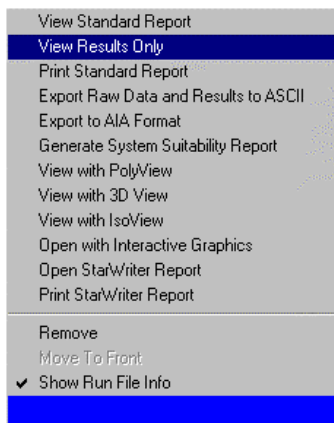 View Standard Report
View Results Only
Print Standard Report
Export Raw Data and Results to ASCII
Export to AIA Format
Generate System Suitability Report
View with PolyView
View with 3D View
View with IsoView
Open with Interactive Graphics
Open StarWriter Report
Print StarWriter Report
Remove
Move To Front
Show Run File Info